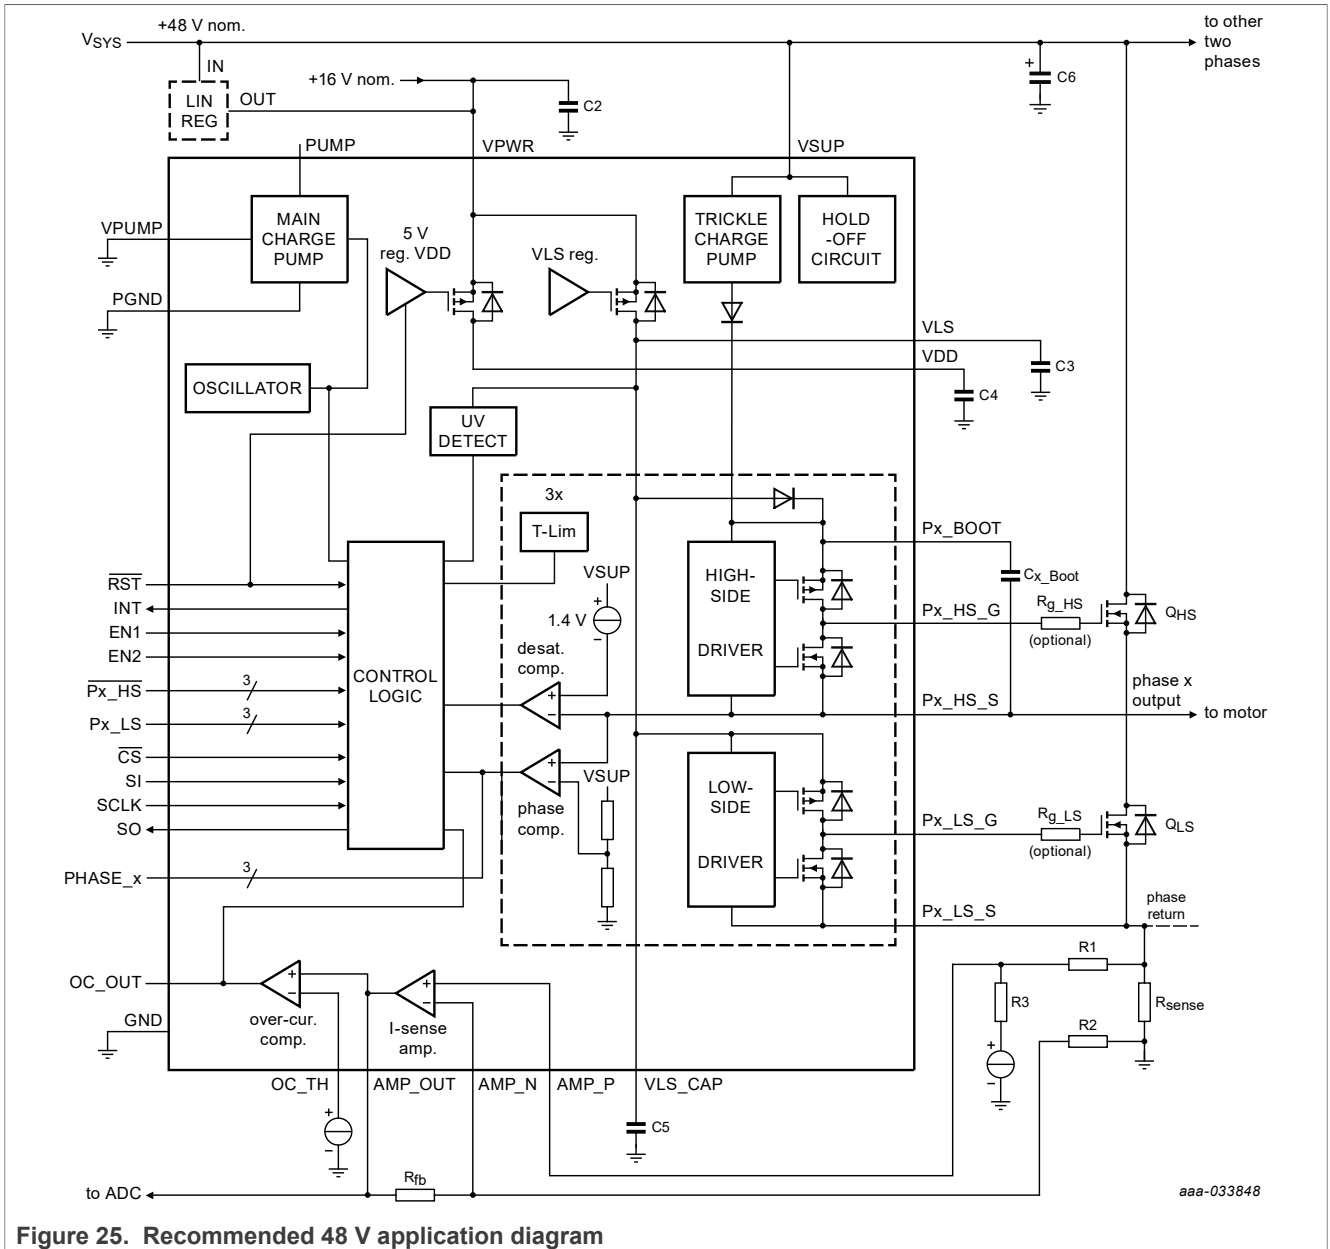 +48 V nom.
VSYS
to other
two
phases
IN
+16 V nom.
LIN
REG
OUT
C2
C6
+
PUMP
VPWR
VSUP
VPUMP
MAIN
CHARGE
PUMP
5 V
reg. VDD
VLS reg.
TRICKLE
CHARGE
PUMP
HOLD
-OFF
CIRCUIT
PGND
VLS
VDD
C3
C4
OSCILLATOR
UV
DETECT
3x
T-Lim
Px_BOOT
VSUP
+
1.4 V
−
HIGH-
SIDE
DRIVER
Cx_Boot
RST
INT
EN1
EN2
Px_HS
3
Px_LS
3
CS
SI
SCLK
SO
CONTROL
LOGIC
Px_HS_G
Rg_HS
(optional)
QHS
desat.
comp.
+
−
Px_HS_S
phase x
output
to motor
+
−
VSUP
phase
comp.
LOW-
SIDE
DRIVER
Px_LS_G
Rg_LS
(optional)
QLS
PHASE_x
3
Px_LS_S
phase
return
R1
OC_OUT
+
−
over-cur.
comp.
+
−
I-sense
amp.
R3
Rsense
+
−
R2
GND
OC_TH
AMP_OUT
AMP_N
AMP_P
VLS_CAP
+
−
C5
Rfb
to ADC
aaa-033848
Figure 25. Recommended 48 V application diagram